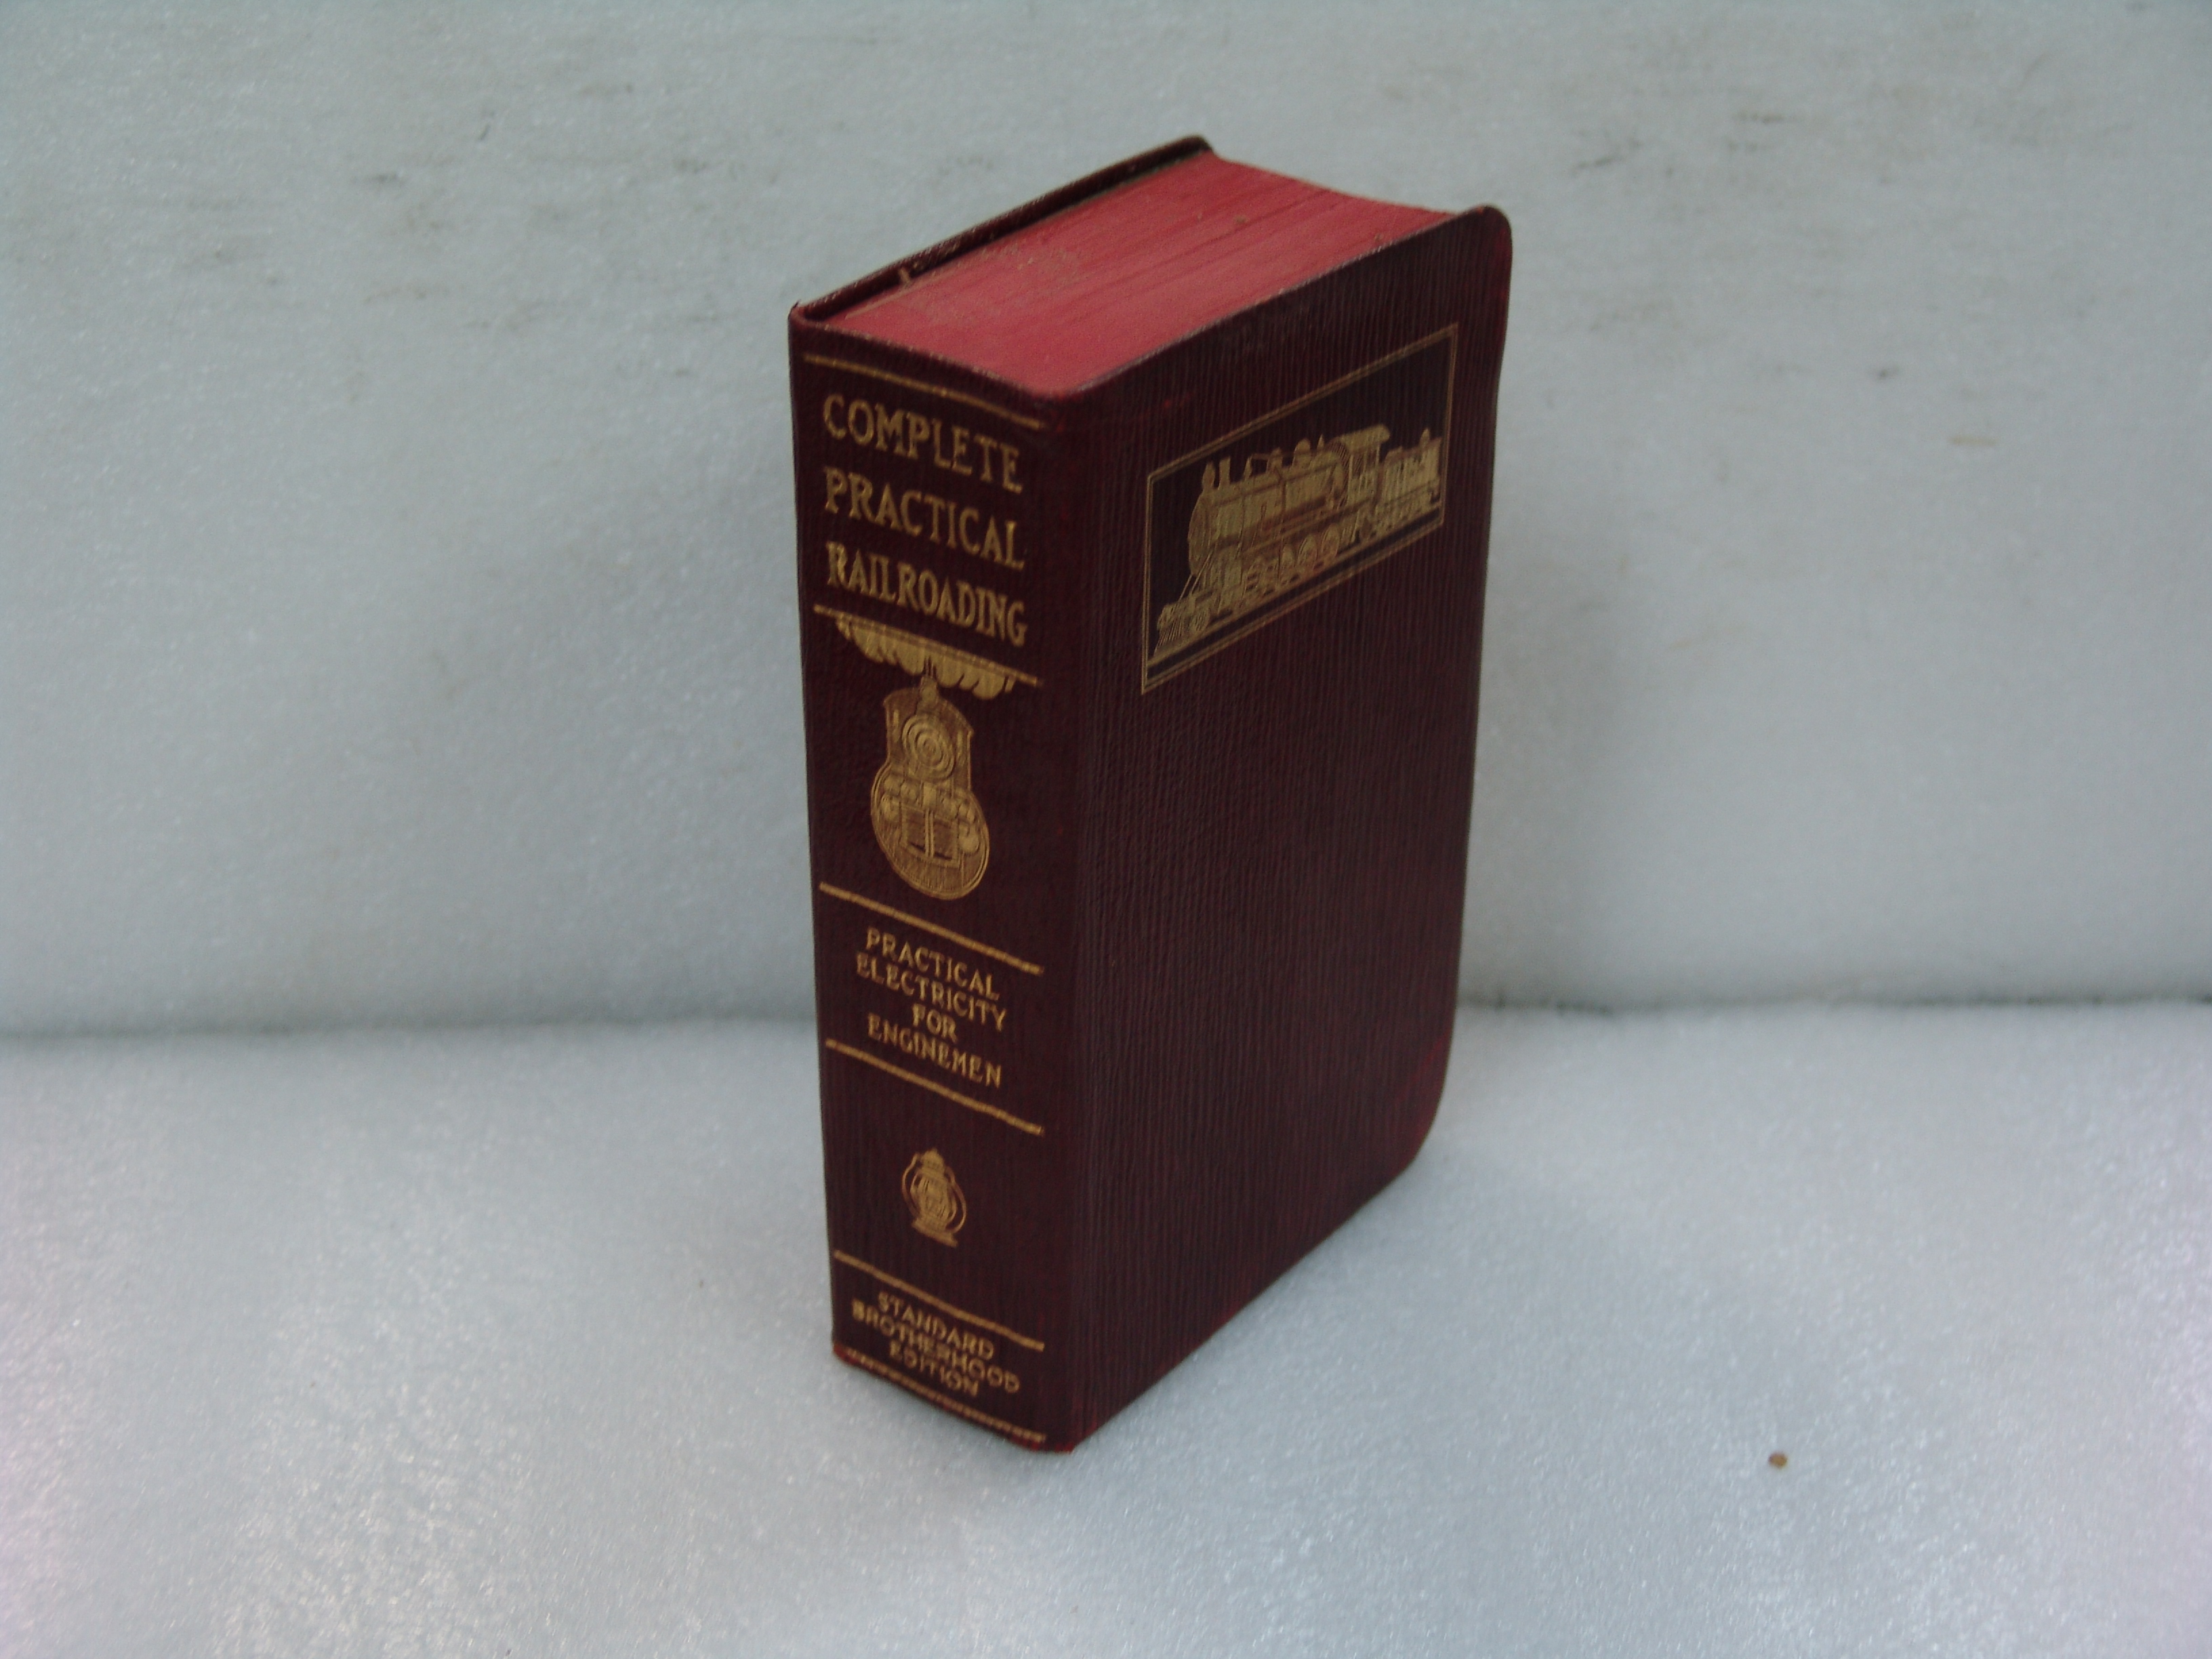 COMPLETE
PRACTICAL
RAILROADING
PRACTICAL
ELECTRICITY
FOR
ENGINEMEN
STANDARD
BROTHERHOOD
EDITION